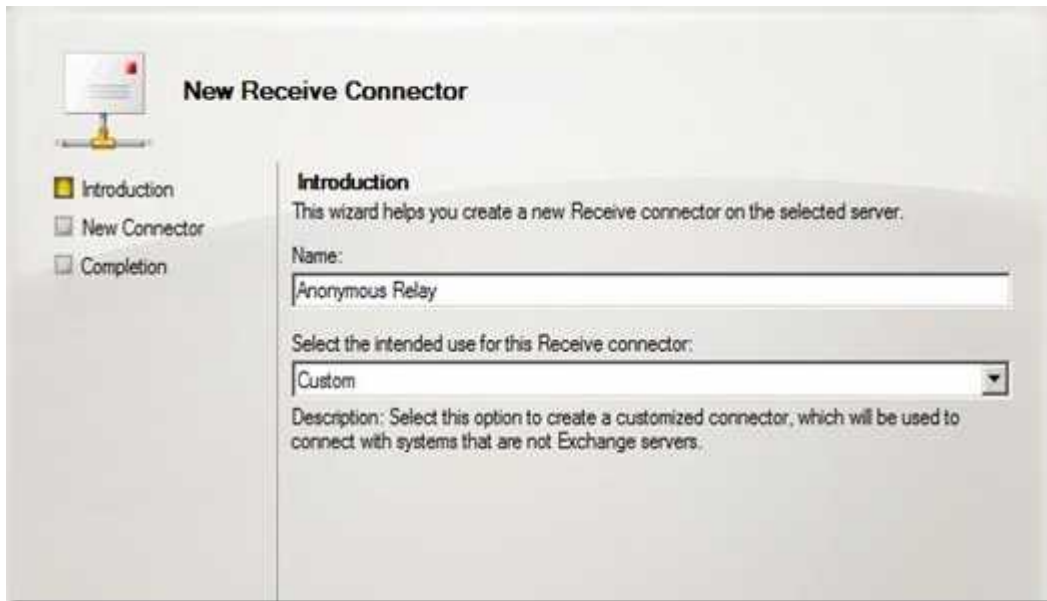 New Receive Connector
Introduction
New Connector
Completion
Introduction
This wizard helps you create a new Receive connector on the selected server.
Name:
Anonymous Relay
Select the intended use for this Receive connector:
Custom
Description: Select this option to create a customized connector, which will be used to
connect with systems that are not Exchange servers.